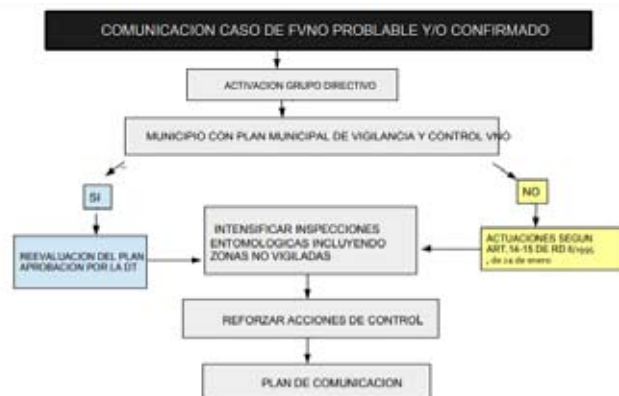 COMUNICACION CASO DE FVNO PROBLABLE Y/O CONFIRMADO
ACTIVACION GRUPO DIRECTIVO
MUNICIPIO CON PLAN MUNICIPAL DE VIGILANCIA Y CONTROL VNO
SI
NO
REEVALUACION DEL PLAN
APROBACION POR LA DT
INTENSIFICAR INSPECCIONES
ENTOMOLOGICAS INCLUYENDO
ZONAS NO VIGILADAS
ACTUACIONES SEGUN
ART. 14-15 DE RD 8/1995
, de 24 de enero
REFORZAR ACCIONES DE CONTROL
PLAN DE COMUNICACION